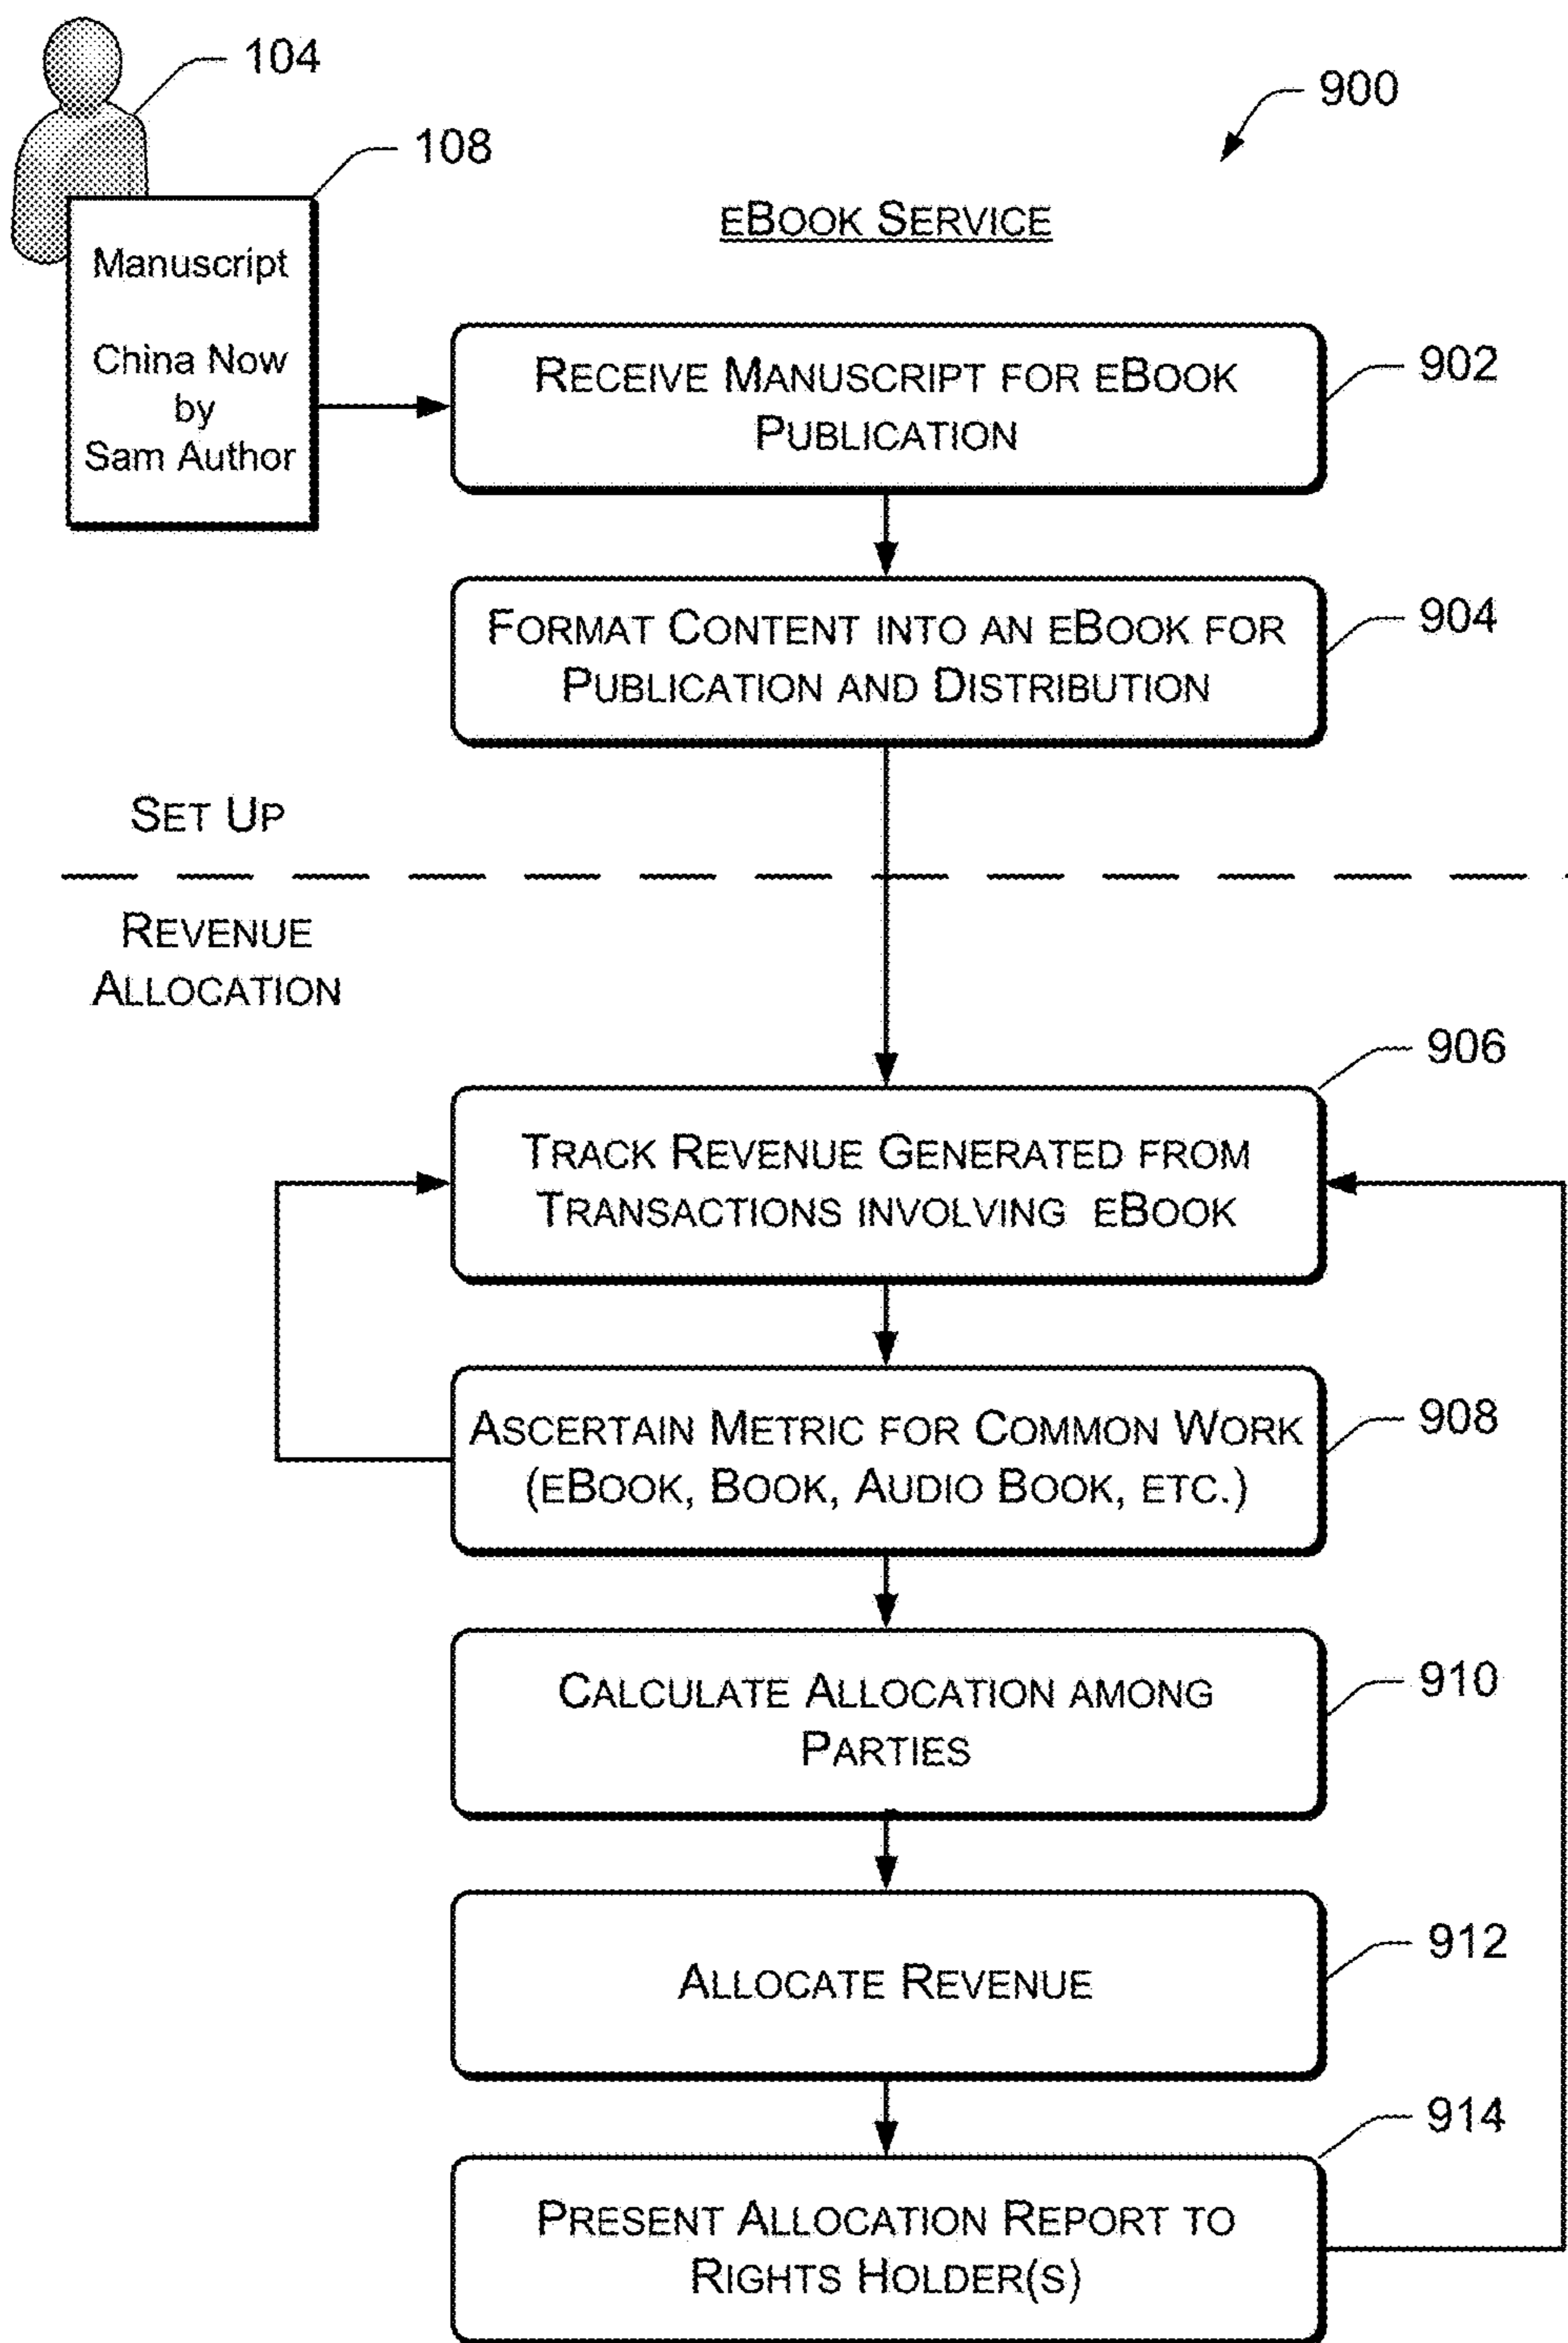 104
900
108
EBOOK SERVICE
Manuscript
China Now
by
Sam Author
RECEIVE MANUSCRIPT FOR EBOOK
PUBLICATION
902
FORMAT CONTENT INTO AN EBOOK FOR
PUBLICATION AND DISTRIBUTION
904
SET UP
REVENUE
ALLOCATION
906
TRACK REVENUE GENERATED FROM
TRANSACTIONS INVOLVING EBOOK
ASCERTAIN METRIC FOR COMMON WORK
(EBOOK, BOOK, AUDIO BOOK, ETC.)
908
CALCULATE ALLOCATION AMONG
PARTIES
910
ALLOCATE REVENUE
912
914
PRESENT ALLOCATION REPORT TO
RIGHTS HOLDER(S)